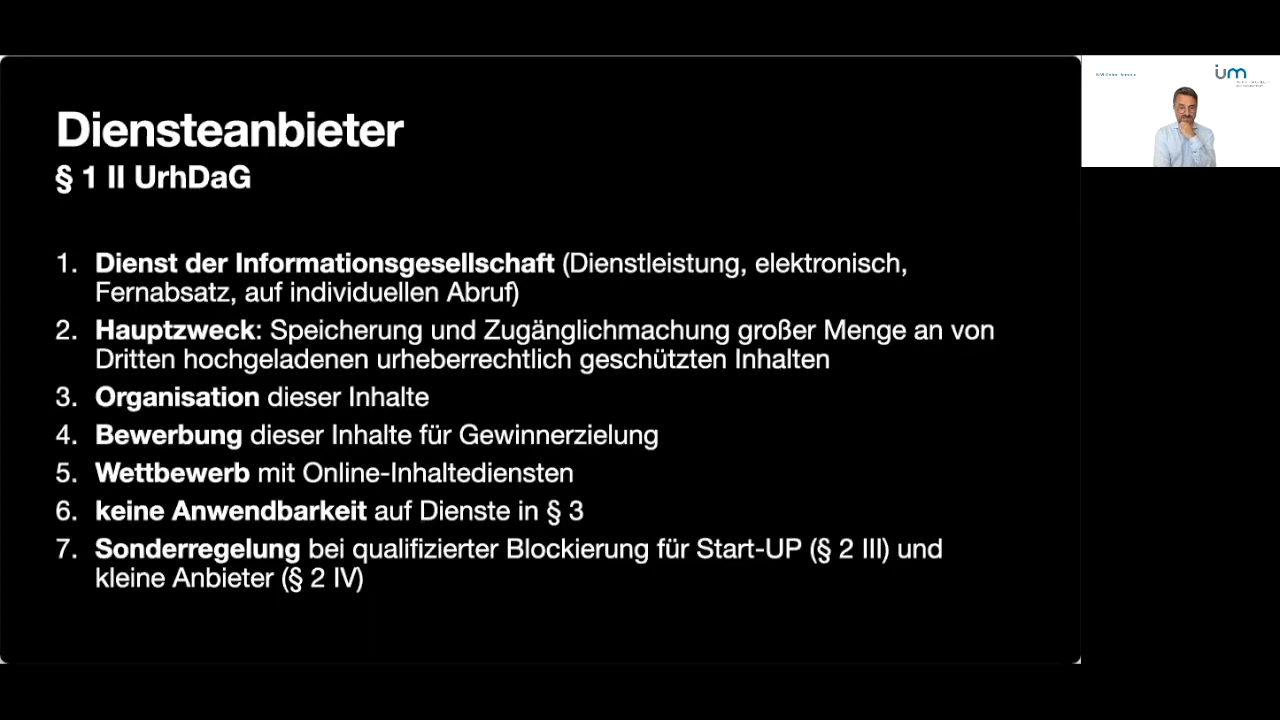 Diensteanbieter
§ 1 II UrhDaG
1. Dienst der Informationsgesellschaft (Dienstleistung, elektronisch,
Fernabsatz, auf individuellen Abruf)
2. Hauptzweck: Speicherung und Zugänglichmachung großer Menge an von
Dritten hochgeladenen urheberrechtlich geschützten Inhalten
3. Organisation dieser Inhalte
4. Bewerbung dieser Inhalte für Gewinnerzielung
5. Wettbewerb mit Online-Inhaltediensten
6. keine Anwendbarkeit auf Dienste in § 3
7. Sonderregelung bei qualifizierter Blockierung für Start-UP (§ 2 III) und
kleine Anbieter (§ 2 IV)
um